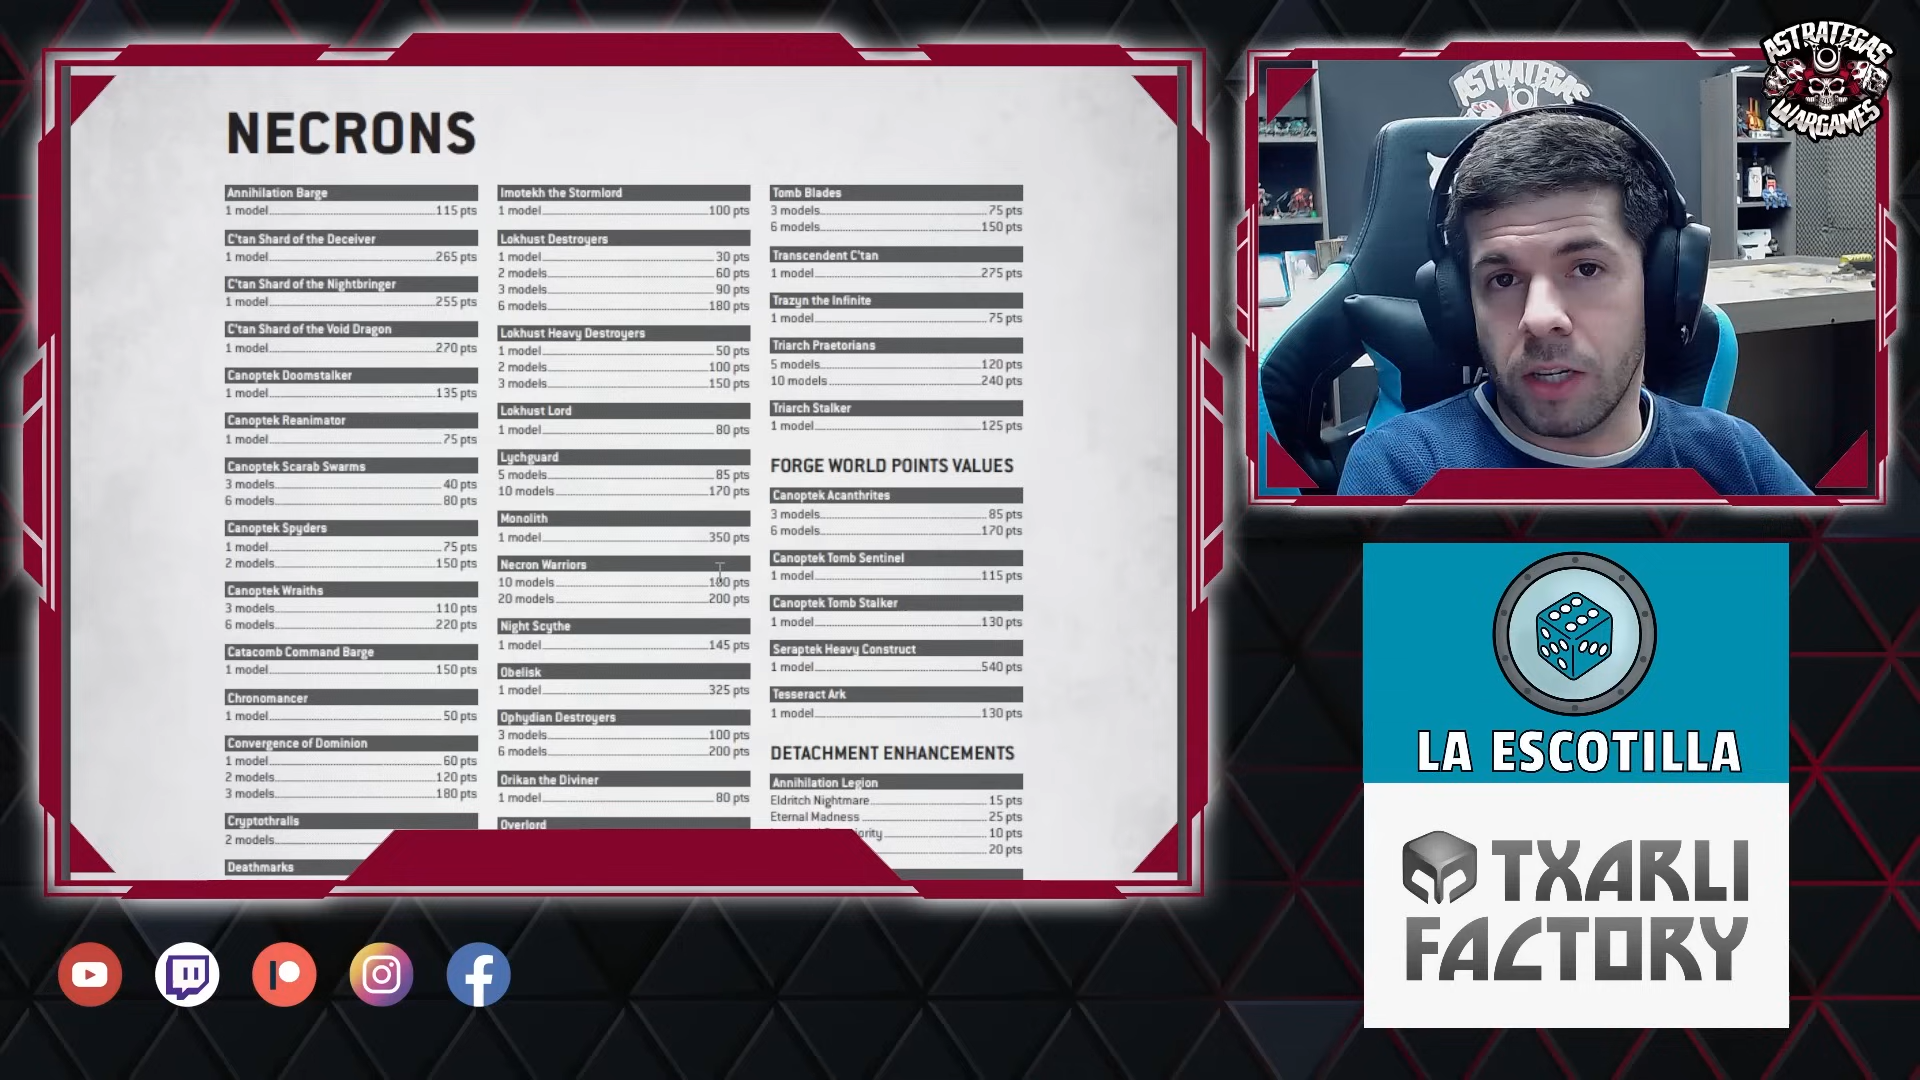 NECRONS
Annihilation Barge
1 model 115 pts
C'tan Shard of the Deceiver
1 model 265 pts
C'tan Shard of the Nightbringer
1 model 255 pts
C'tan Shard of the Void Dragon
1 model 270 pts
Canoptek Doomstalker
1 model 135 pts
Canoptek Reanimator
1 model 75 pts
Canoptek Scarab Swarms
3 models 40 pts
6 models 80 pts
Canoptek Spyders
1 model 75 pts
2 models 150 pts
Canoptek Wraiths
3 models 110 pts
6 models 220 pts
Catacomb Command Barge
1 model 150 pts
Chronomancer
1 model 50 pts
Convergence of Dominion
1 model 60 pts
2 models 120 pts
3 models 180 pts
Cryptothralls
2 models
Deathmarks
Imotekh the Stormlord
1 model 100 pts
Lokhust Destroyers
1 model 30 pts
2 models 60 pts
3 models 90 pts
6 models 180 pts
Lokhust Heavy Destroyers
1 model 50 pts
2 models 100 pts
3 models 150 pts
Lokhust Lord
1 model 80 pts
Lychguard
5 models 85 pts
10 models 170 pts
Monolith
1 model 350 pts
Necron Warriors
10 models 100 pts
20 models 200 pts
Night Scythe
1 model 145 pts
Obelisk
1 model 325 pts
Ophydian Destroyers
3 models 100 pts
6 models 200 pts
Orikan the Diviner
1 model 80 pts
Overlord
Tomb Blades
3 models 75 pts
6 models 150 pts
Transcendent C'tan
1 model 275 pts
Trazyn the Infinite
1 model 75 pts
Triarch Praetorians
5 models 120 pts
10 models 240 pts
Triarch Stalker
1 model 125 pts
FORGE WORLD POINTS VALUES
Canoptek Acanthrites
3 models 85 pts
6 models 170 pts
Canoptek Tomb Sentinel
1 model 115 pts
Canoptek Tomb Stalker
1 model 130 pts
Seraptek Heavy Construct
1 model 540 pts
Tesseract Ark
1 model 130 pts
DETACHMENT ENHANCEMENTS
Annihilation Legion
Eldritch Nightmare 15 pts
Eternal Madness 25 pts
10 pts
20 pts
ASTRATEGAS
WARGAMES
ASTRATEGAS
LA ESCOTILLA
TXARLI
FACTORY